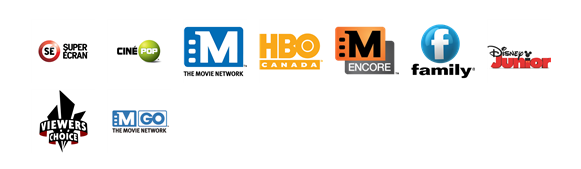 SE SUPER ÉCRAN
CINÉ POP
M
THE MOVIE NETWORK
HBO
CANADA
M
ENCORE
f
family
Disney
Junior
VIEWERS
CHOICE
M GO
THE MOVIE NETWORK